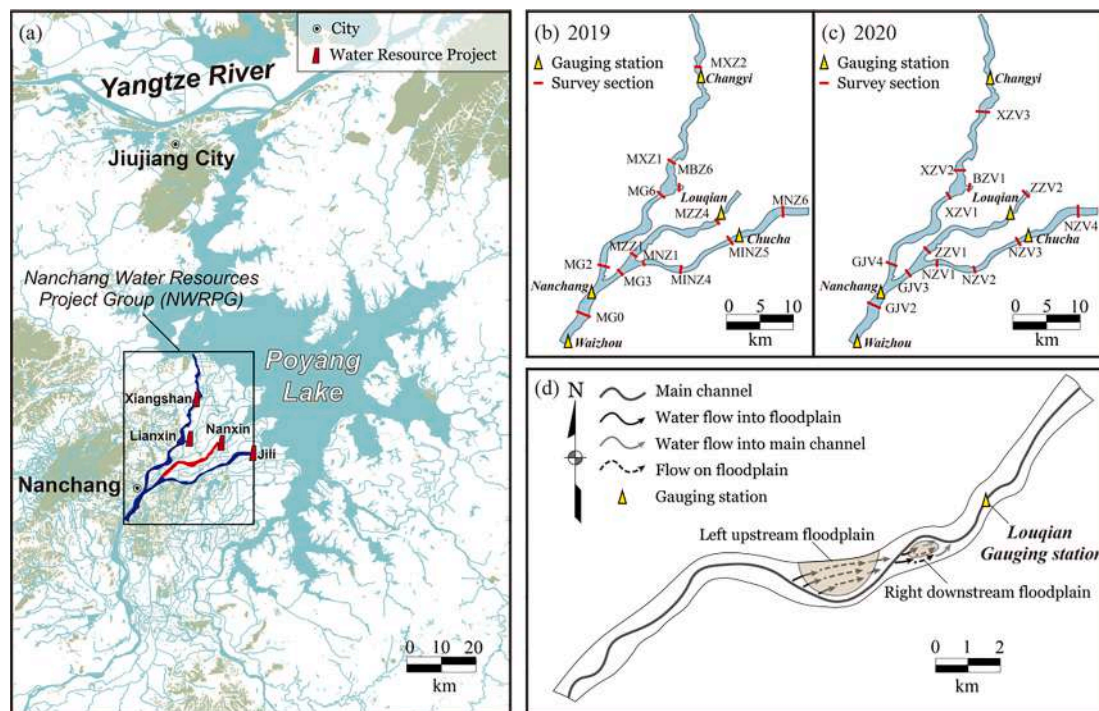 (a)
City
Water Resource Project
Yangtze River
Jiujiang City
Nanchang Water Resources
Project Group (NWRPG)
Poyang
Lake
Xiangshan
Lianxin
Nanxin
Jili
Nanchang
0 10 20
km
(b) 2019
Gauging station
Survey section
MXZ2
Changyi
MXZ1
MBZ6
MG6
Louqian
MZZ4
MNZ6
Chucha
MZZ1
MNZ1
MINZ5
MG2
MG3
MINZ4
Nanchang
MG0
Waizhou
0 5 10
km
(c) 2020
Gauging station
Survey section
Changyi
XZV3
XZV2
BZV1
ZZV2
Louqian
XZV1
NZV4
Chucha
ZZV1
NZV3
GJV4
GJV3
NZV1
NZV2
Nanchang
GJV2
Waizhou
0 5 10
km
(d)
N
Main channel
Water flow into floodplain
Water flow into main channel
Flow on floodplain
Gauging station
Left upstream floodplain
Louqian
Gauging station
Right downstream floodplain
0 1 2
km